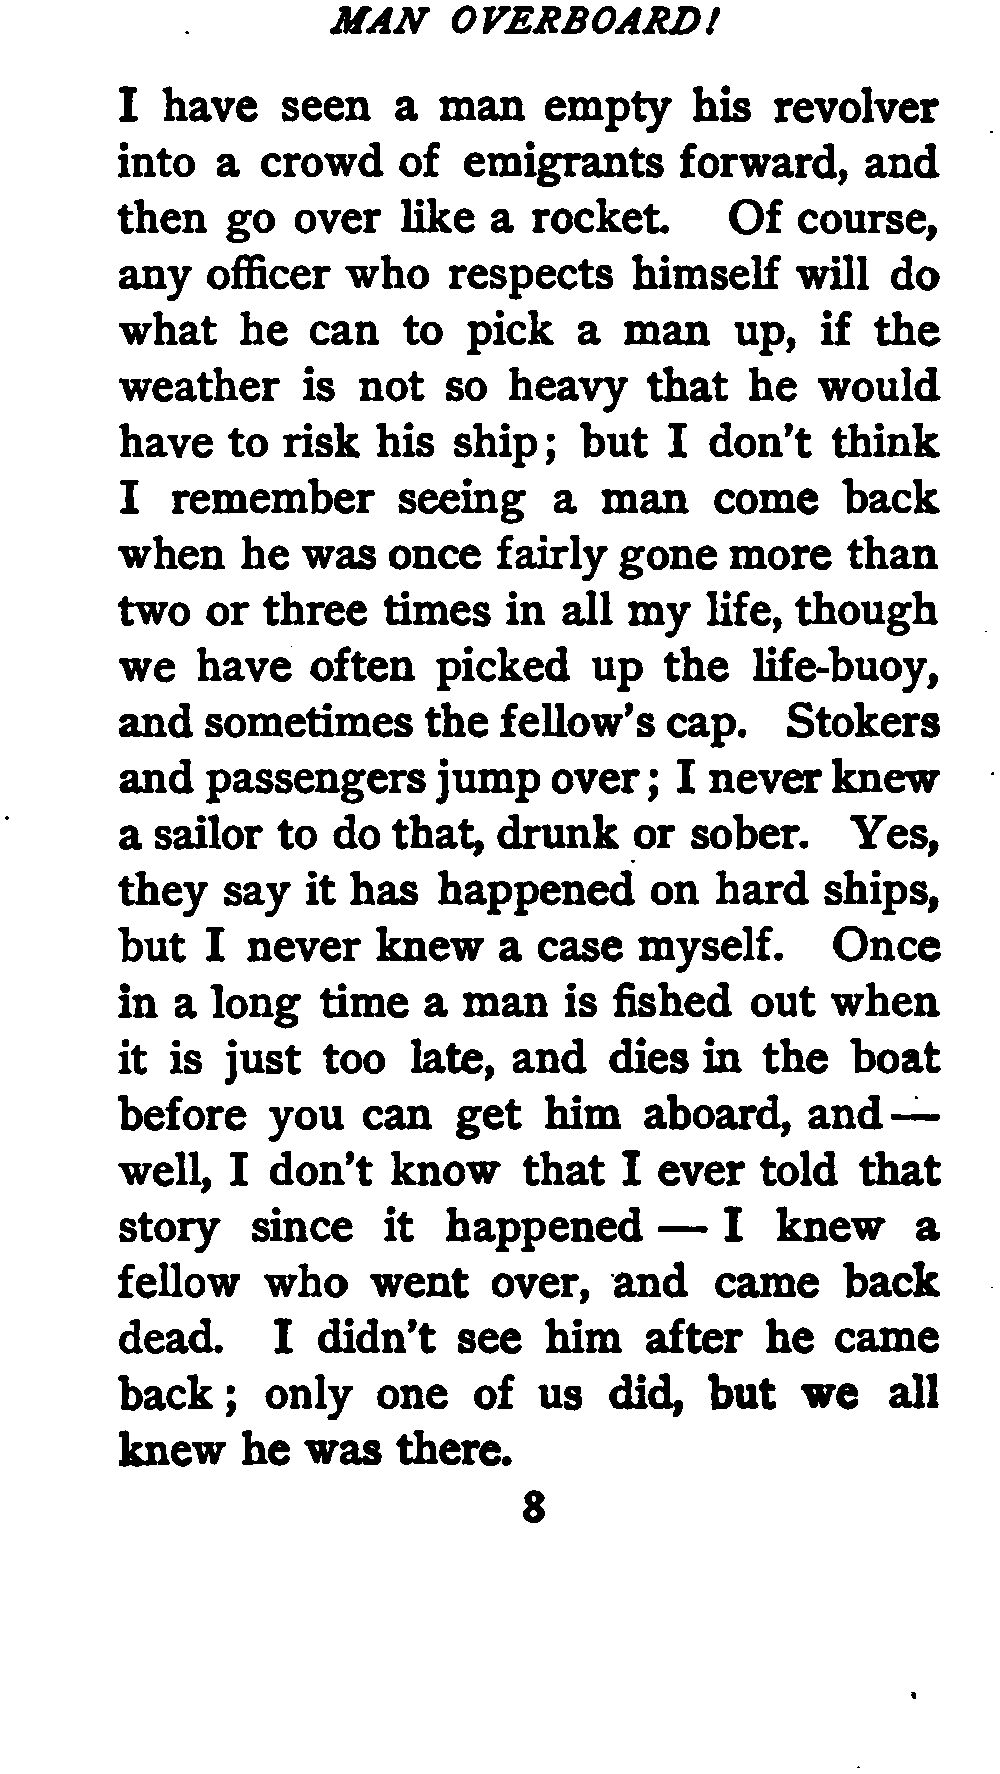 MAN OVERBOARD!
I have seen a man empty his revolver
into a crowd of emigrants forward, and
then go over like a rocket. Of course,
any officer who respects himself will do
what he can to pick a man up, if the
weather is not so heavy that he would
have to risk his ship; but I don't think
I remember seeing a man come back
when he was once fairly gone more than
two or three times in all my life, though
we have often picked up the life-buoy,
and sometimes the fellow's cap. Stokers
and passengers jump over; I never knew
a sailor to do that, drunk or sober. Yes,
they say it has happened on hard ships,
but I never knew a case myself. Once
in a long time a man is fished out when
it is just too late, and dies in the boat
before you can get him aboard, and—
well, I don't know that I ever told that
story since it happened — I knew a
fellow who went over, and came back
dead. I didn't see him after he came
back; only one of us did, but we all
knew he was there.
8